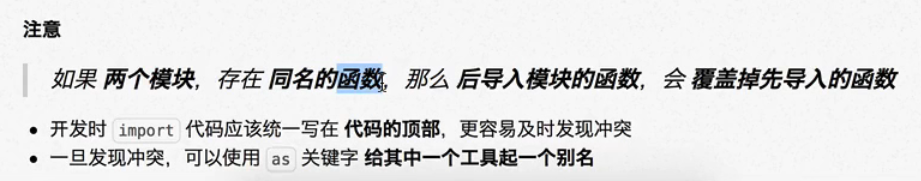 注意
如果 两个模块，存在 同名的函数，那么 后导入模块的函数，会 覆盖掉先导入的函数
开发时 import 代码应该统一写在 代码的顶部，更容易及时发现冲突
一旦发现冲突，可以使用 as 关键字 给其中一个工具起一个别名